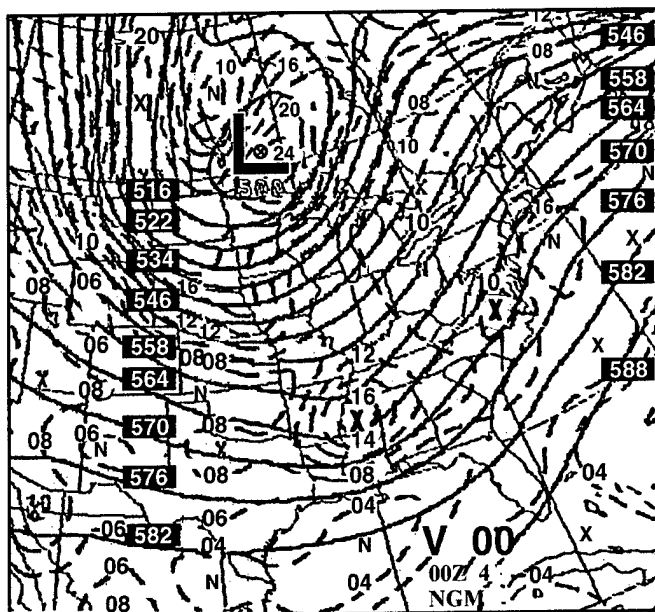 12 546
20 08
10 16 N 558
X N 20 08 564
L 24 10 570
500
516 X N
522 10 16 576
10 534 N X
06 16 10 582
08 546 X
12 12
06 558 08 08 12 X 588
X 08 564 N 16
08 06 570 08 X 14
N 576 Y 08 08 04
10 06 582 06 04 04
N V 00 X
08 06 N 04 00Z 4 04
08 NGM